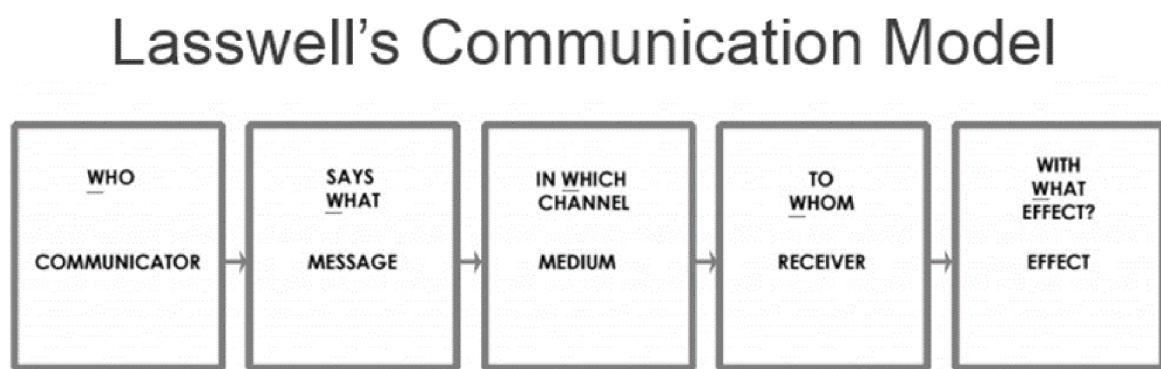 Lasswell's Communication Model
WHO
COMMUNICATOR
SAYS
WHAT
MESSAGE
IN WHICH
CHANNEL
MEDIUM
TO
WHOM
RECEIVER
WITH
WHAT
EFFECT?
EFFECT